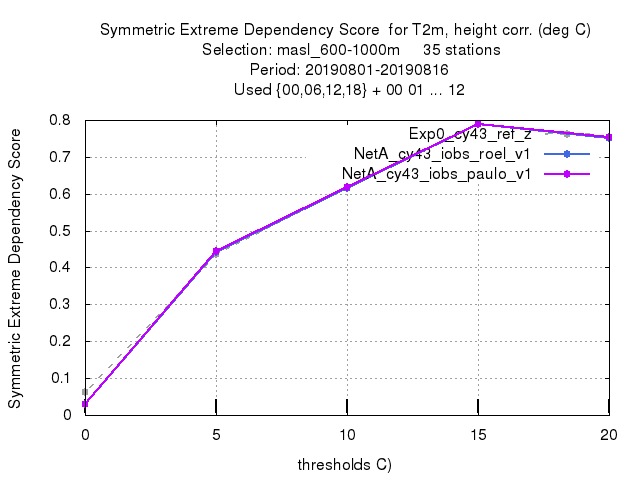 Symmetric Extreme Dependency Score  for T2m, height corr. (deg C)
Selection: masl_600-1000m     35 stations
Period: 20190801-20190816
Used {00,06,12,18} + 00 01 ... 12
Symmetric Extreme Dependency Score
0.8
0.7
0.6
0.5
0.4
0.3
0.2
0.1
0
Exp0_cy43_ref_z
NetA_cy43_iobs_roel_v1
NetA_cy43_iobs_paulo_v1
0 5 10 15 20
thresholds C)